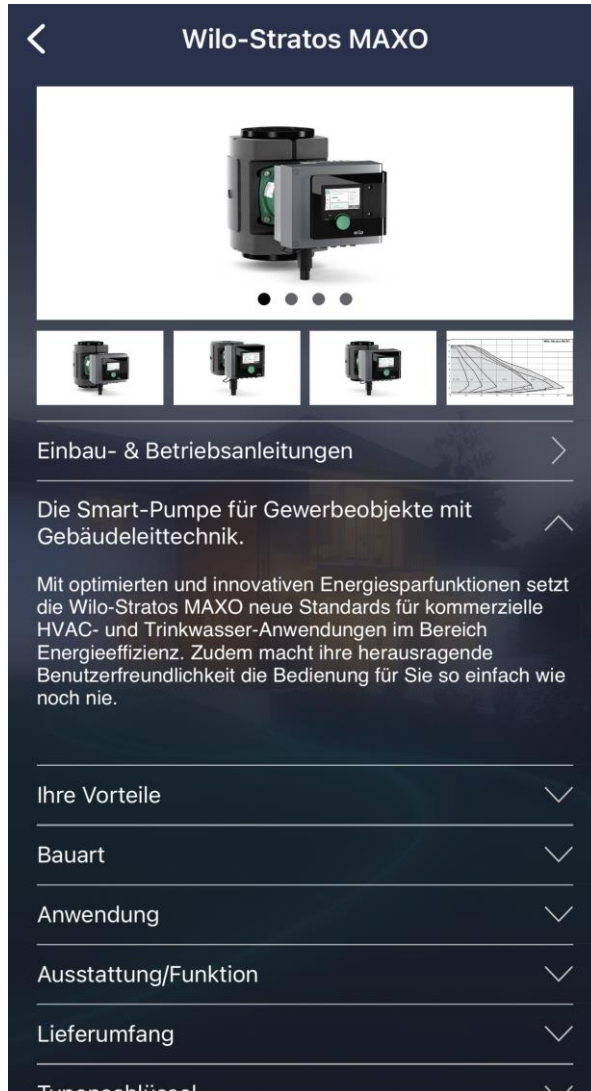 Wilo-Stratos MAXO
wilo
Einbau- & Betriebsanleitungen
Die Smart-Pumpe für Gewerbeobjekte mit
Gebäudeleittechnik.
Mit optimierten und innovativen Energiesparfunktionen setzt
die Wilo-Stratos MAXO neue Standards für kommerzielle
HVAC- und Trinkwasser-Anwendungen im Bereich
Energieeffizienz. Zudem macht ihre herausragende
Benutzerfreundlichkeit die Bedienung für Sie so einfach wie
noch nie.
Ihre Vorteile
Bauart
Anwendung
Ausstattung/Funktion
Lieferumfang
Typenschlüssel